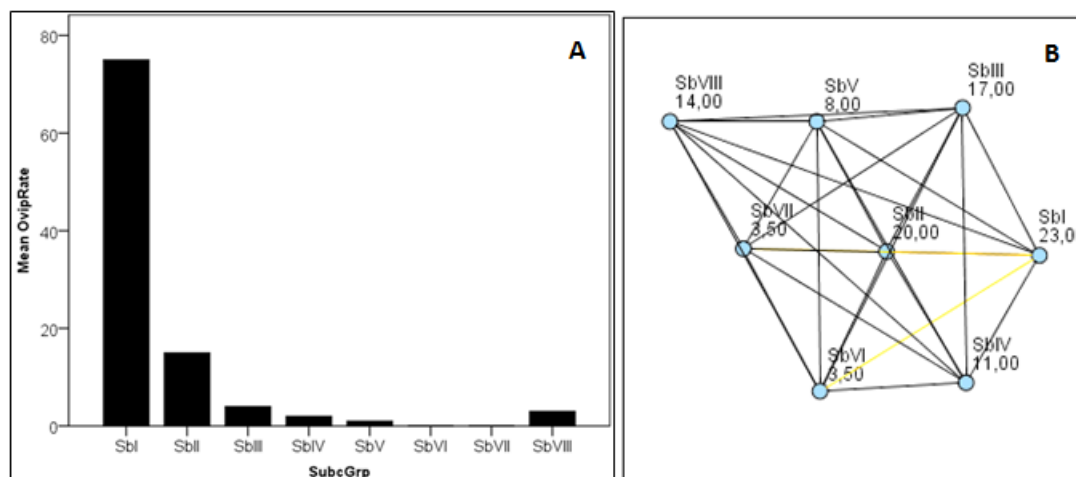 A
80
60
40
20
0
Mean OvipRate
SbI SbII SbIII SbIV SbV SbVI SbVII SbVIII
SubcGrp
B
SbVIII
14,00
SbV
8,00
SbIII
17,00
SbVII
3,50
SbII
20,00
SbI
23,0
SbVI
3,50
SbIV
11,00